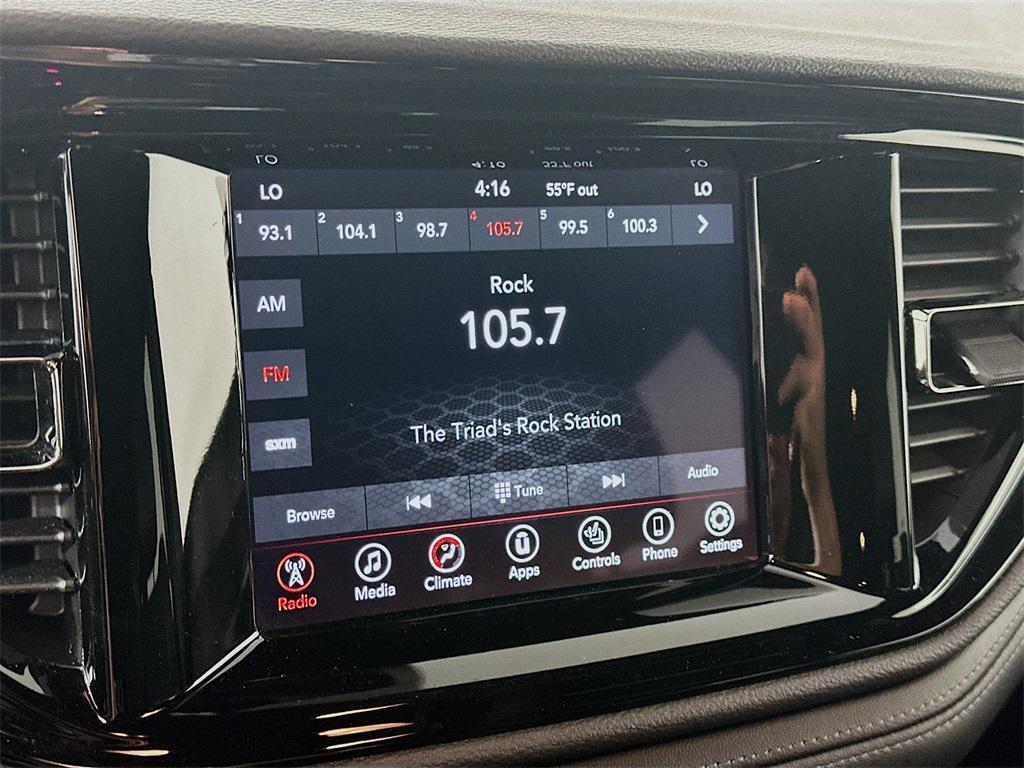 LO 4:16 55°F out LO
1 93.1 2 104.1 3 98.7 4 105.7 5 99.5 6 100.3
Rock
AM
105.7
FM
The Triad's Rock Station
sxm
Browse Tune Audio
Radio Media Climate Apps Controls Phone Settings